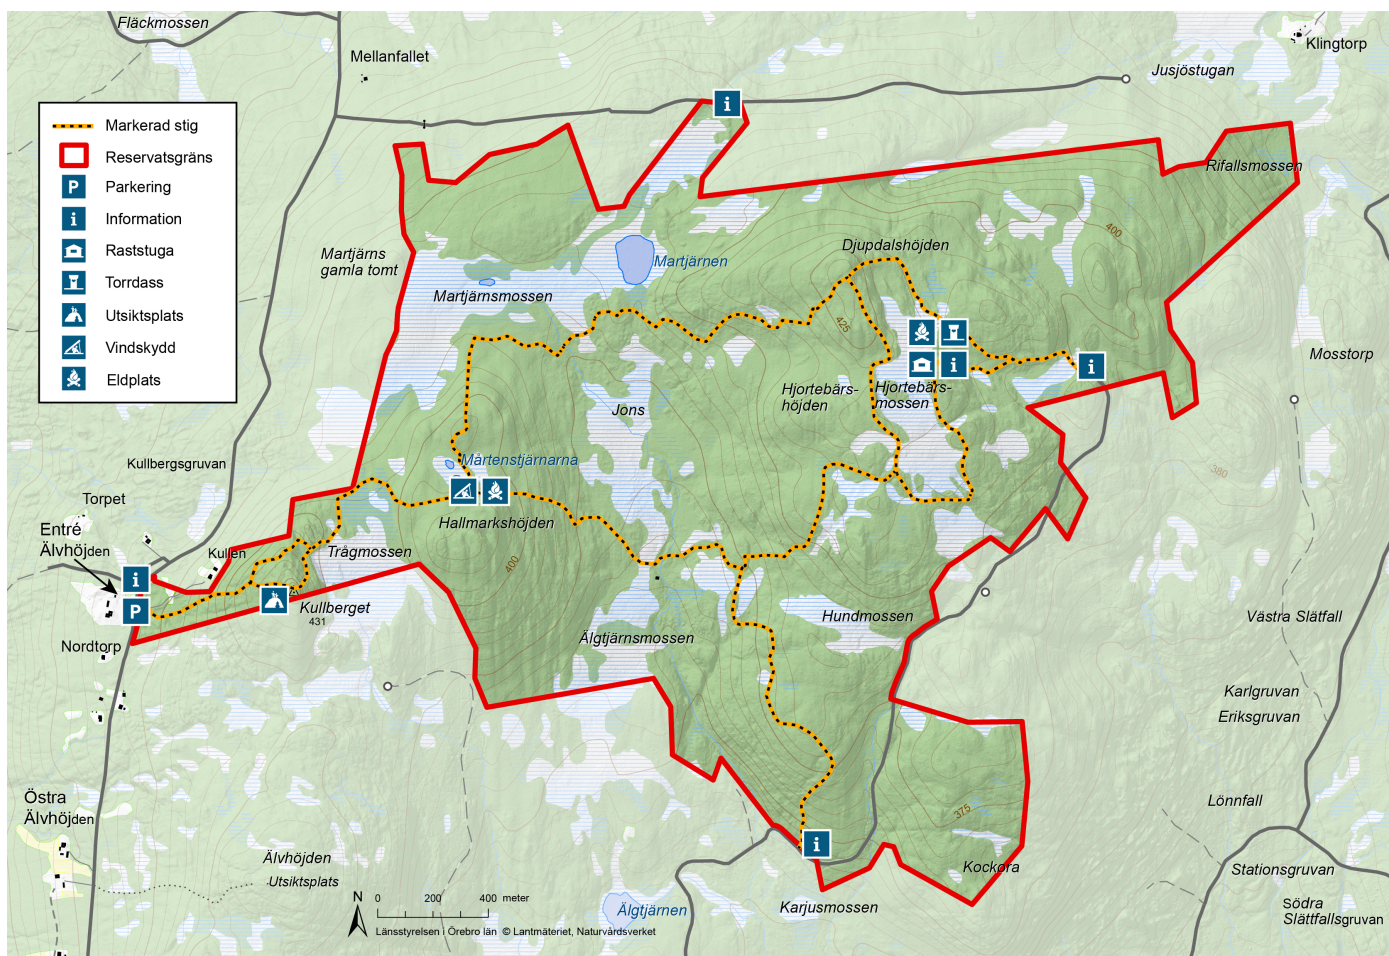 Fläckmossen
Mellanfallet
Klingtorp
Jusjöstugan
Markerad stig
Reservatsgräns
P Parkering
i Information
Raststuga
Torrdass
Utsiktsplats
Vindskydd
Eldplats
i
Rifallsmossen
400
Martjärns
gamla tomt
Martjärnen
Djupdalshöjden
Martjärnsmossen
425
i
i
Mosstorp
Hjortebärs-
höjden
Hjortebärs-
mossen
Jons
Kullbergsgruvan
Mårtenstjärnarna
380
Torpet
Hallmarkshöjden
Entré
Älvhöjden
Kullen
Trågmossen
400
i
P
Kullberget
431
Hundmossen
Västra Slätfall
Älgtjärnsmossen
Nordtorp
Karlgruvan
Eriksgruvan
Östra
Älvhöjden
Lönnfall
375
i
Älvhöjden
Utsiktsplats
Kockora
Stationsgruvan
N
0 200 400 meter
Älgtjärnen
Karjusmossen
Södra
Slättfallsgruvan
Länsstyrelsen i Örebro län © Lantmäteriet, Naturvårdsverket